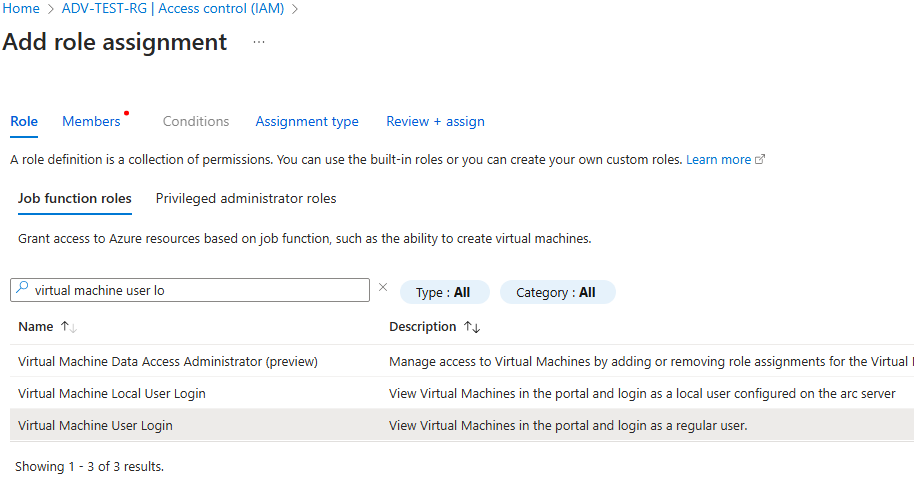 Home > ADV-TEST-RG | Access control (IAM) >
Add role assignment ...
Role Members Conditions Assignment type Review + assign
A role definition is a collection of permissions. You can use the built-in roles or you can create your own custom roles. Learn more
Job function roles Privileged administrator roles
Grant access to Azure resources based on job function, such as the ability to create virtual machines.
virtual machine user lo Type : All Category : All
Name ↑↓ Description ↑↓
Virtual Machine Data Access Administrator (preview) Manage access to Virtual Machines by adding or removing role assignments for the Virtual
Virtual Machine Local User Login View Virtual Machines in the portal and login as a local user configured on the arc server
Virtual Machine User Login View Virtual Machines in the portal and login as a regular user.
Showing 1 - 3 of 3 results.